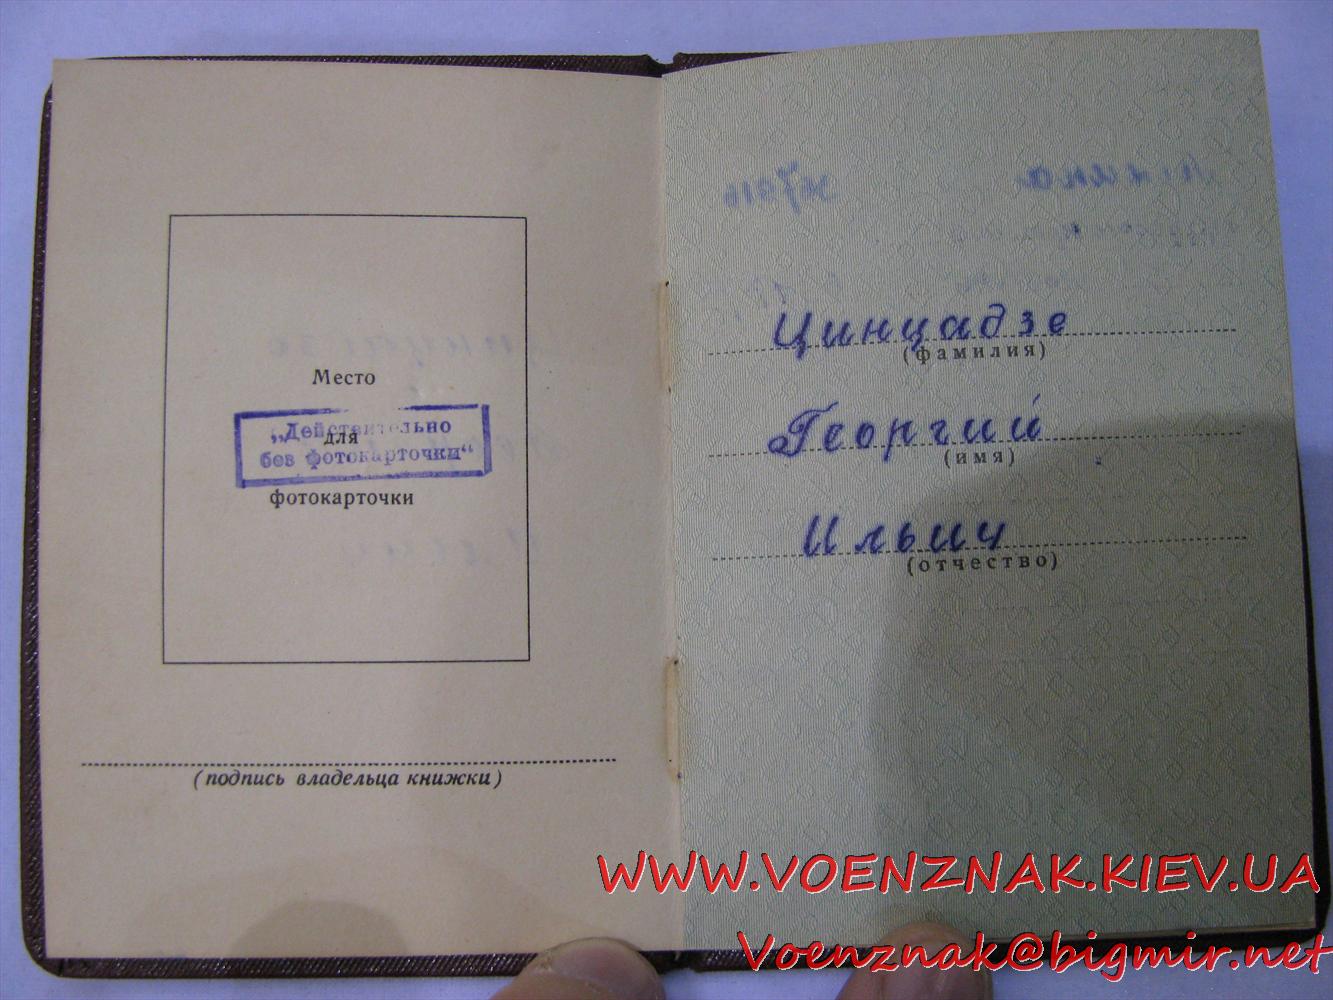 Место
для
фотокарточки
„Действительно
без фотокарточки“
(подпись владельца книжки)
Цинцадзе
(фамилия)
Георгий
(имя)
Ильич
(отчество)
WWW.VOENZNAK.KIEV.UA
Voenznak@bigmir.net